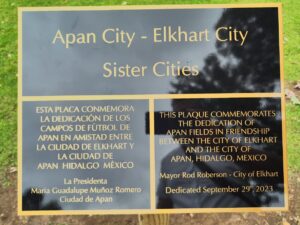 Apan City - Elkhart City
Sister Cities
ESTA PLACA CONMEMORA
LA DEDICACIÓN DE LOS
CAMPOS DE FÚTBOL DE
APAN EN AMISTAD ENTRE
LA CIUDAD DE ELKHART Y
LA CIUDAD DE
APAN HIDALGO MÉXICO
La Presidenta
Maria Guadalupe Muñoz Romero
Ciudad de Apan
THIS PLAQUE COMMEMORATES
THE DEDICATION OF
APAN FIELDS IN FRIENDSHIP
BETWEEN THE CITY OF ELKHART
AND THE CITY OF
APAN, HIDALGO, MEXICO
Mayor Rod Roberson - City of Elkhart
Dedicated September 29, 2023